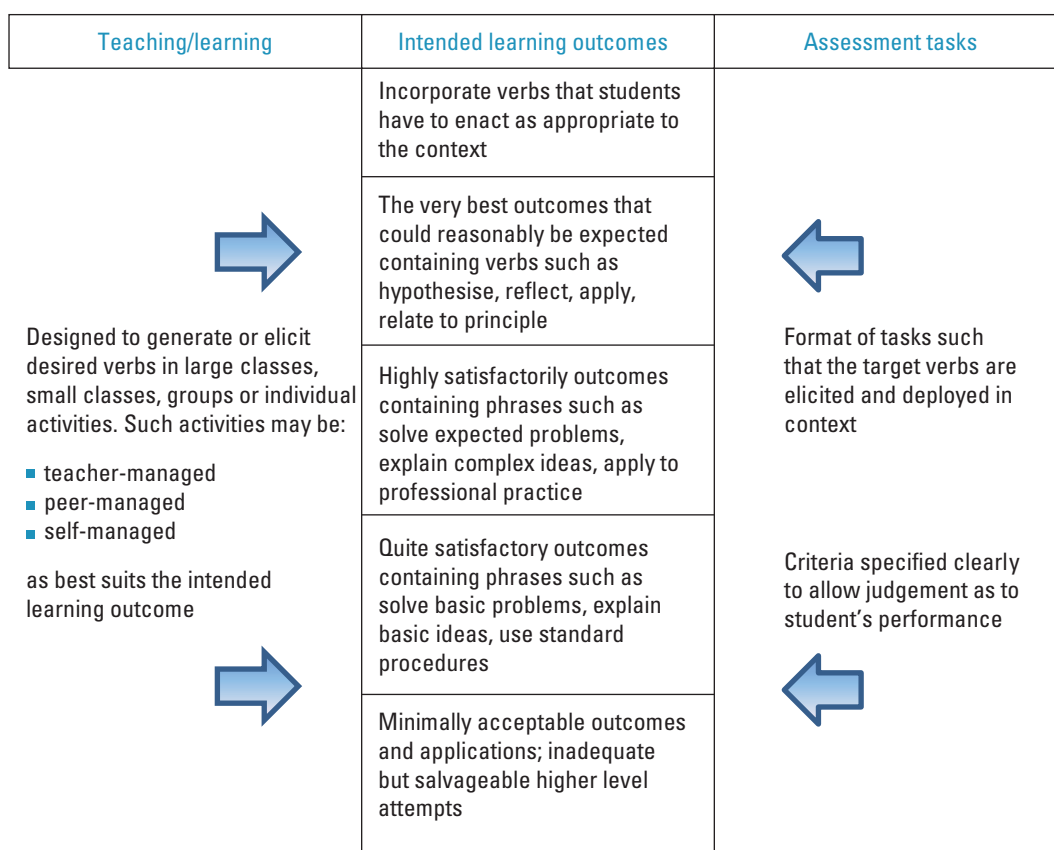 Teaching/learning
Intended learning outcomes
Assessment tasks
Designed to generate or elicit
desired verbs in large classes,
small classes, groups or individual
activities. Such activities may be:
teacher-managed
peer-managed
self-managed
as best suits the intended
learning outcome
Incorporate verbs that students
have to enact as appropriate to
the context
The very best outcomes that
could reasonably be expected
containing verbs such as
hypothesise, reflect, apply,
relate to principle
Highly satisfactorily outcomes
containing phrases such as
solve expected problems,
explain complex ideas, apply to
professional practice
Quite satisfactory outcomes
containing phrases such as
solve basic problems, explain
basic ideas, use standard
procedures
Minimally acceptable outcomes
and applications; inadequate
but salvageable higher level
attempts
Format of tasks such
that the target verbs are
elicited and deployed in
context
Criteria specified clearly
to allow judgement as to
student's performance